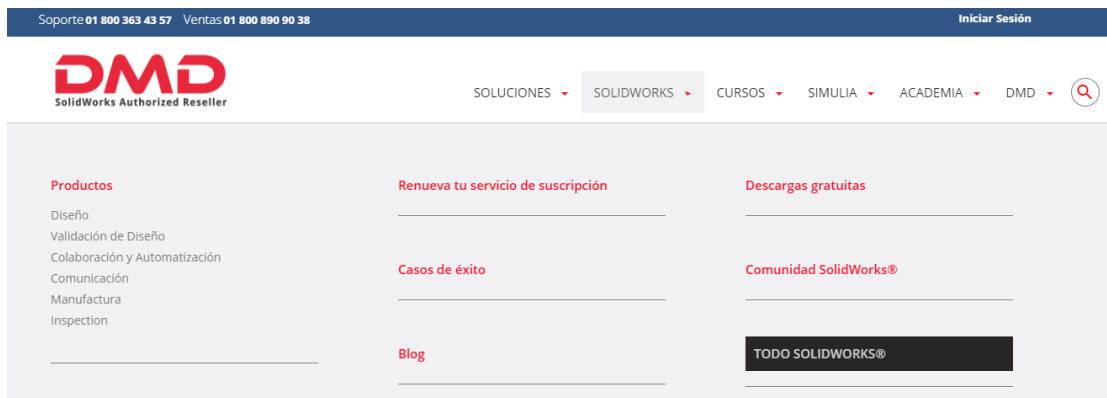 Soporte 01 800 363 43 57 Ventas 01 800 890 90 38 Iniciar Sesión
DMD
SolidWorks Authorized Reseller
SOLUCIONES SOLIDWORKS CURSOS SIMULIA ACADEMIA DMD
Productos
Diseño
Validación de Diseño
Colaboración y Automatización
Comunicación
Manufactura
Inspection
Renueva tu servicio de suscripción
Casos de éxito
Blog
Descargas gratuitas
Comunidad SolidWorks®
TODO SOLIDWORKS®